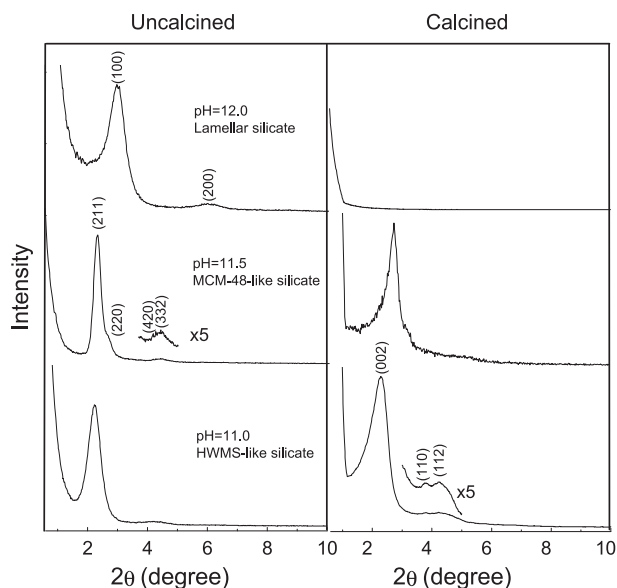 Uncalcined
Calcined
Intensity
(100)
(200)
pH=12.0
Lamellar silicate
(211)
(220)
(420)
(332)
x5
pH=11.5
MCM-48-like silicate
pH=11.0
HWMS-like silicate
(002)
(110)
(112)
x5
2 4 6 8 10
2 4 6 8 10
2θ (degree)
2θ (degree)